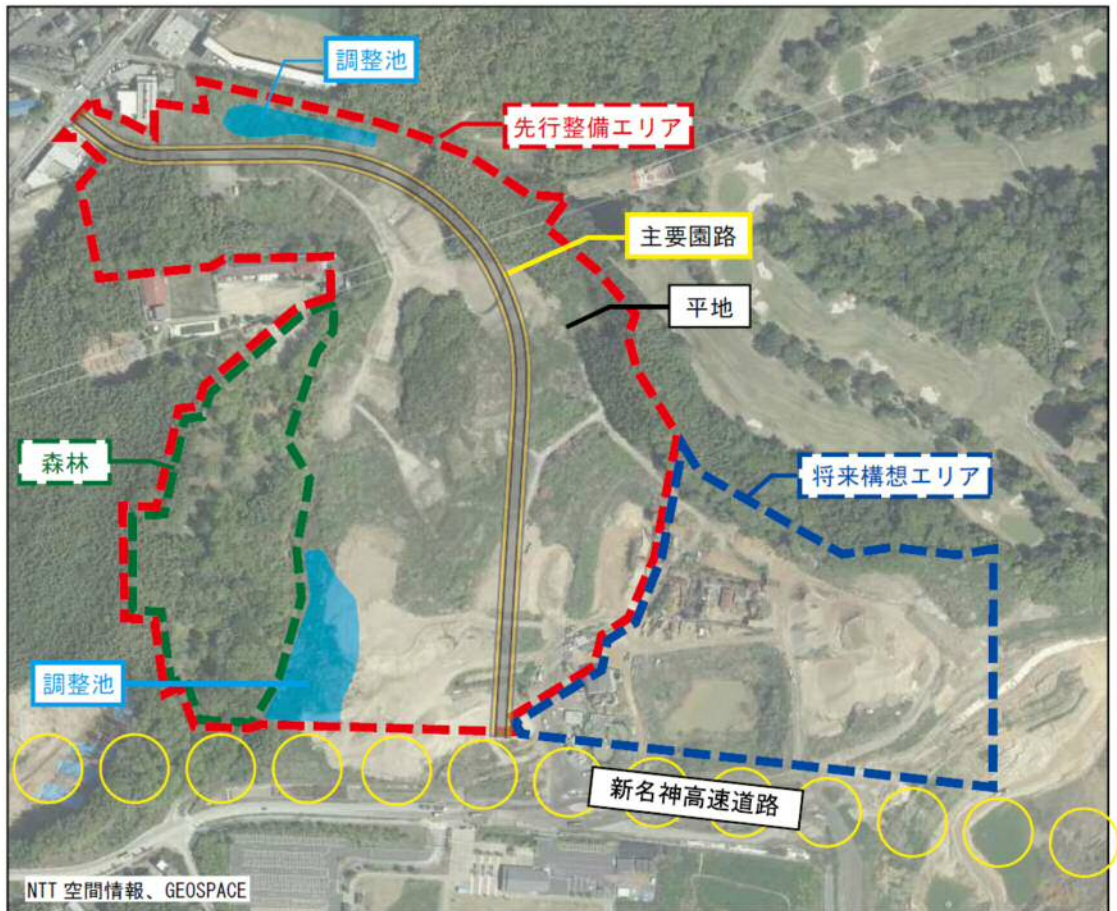 調整池
先行整備エリア
主要園路
平地
森林
将来構想エリア
調整池
新名神高速道路
NTT 空間情報、GEOSPACE